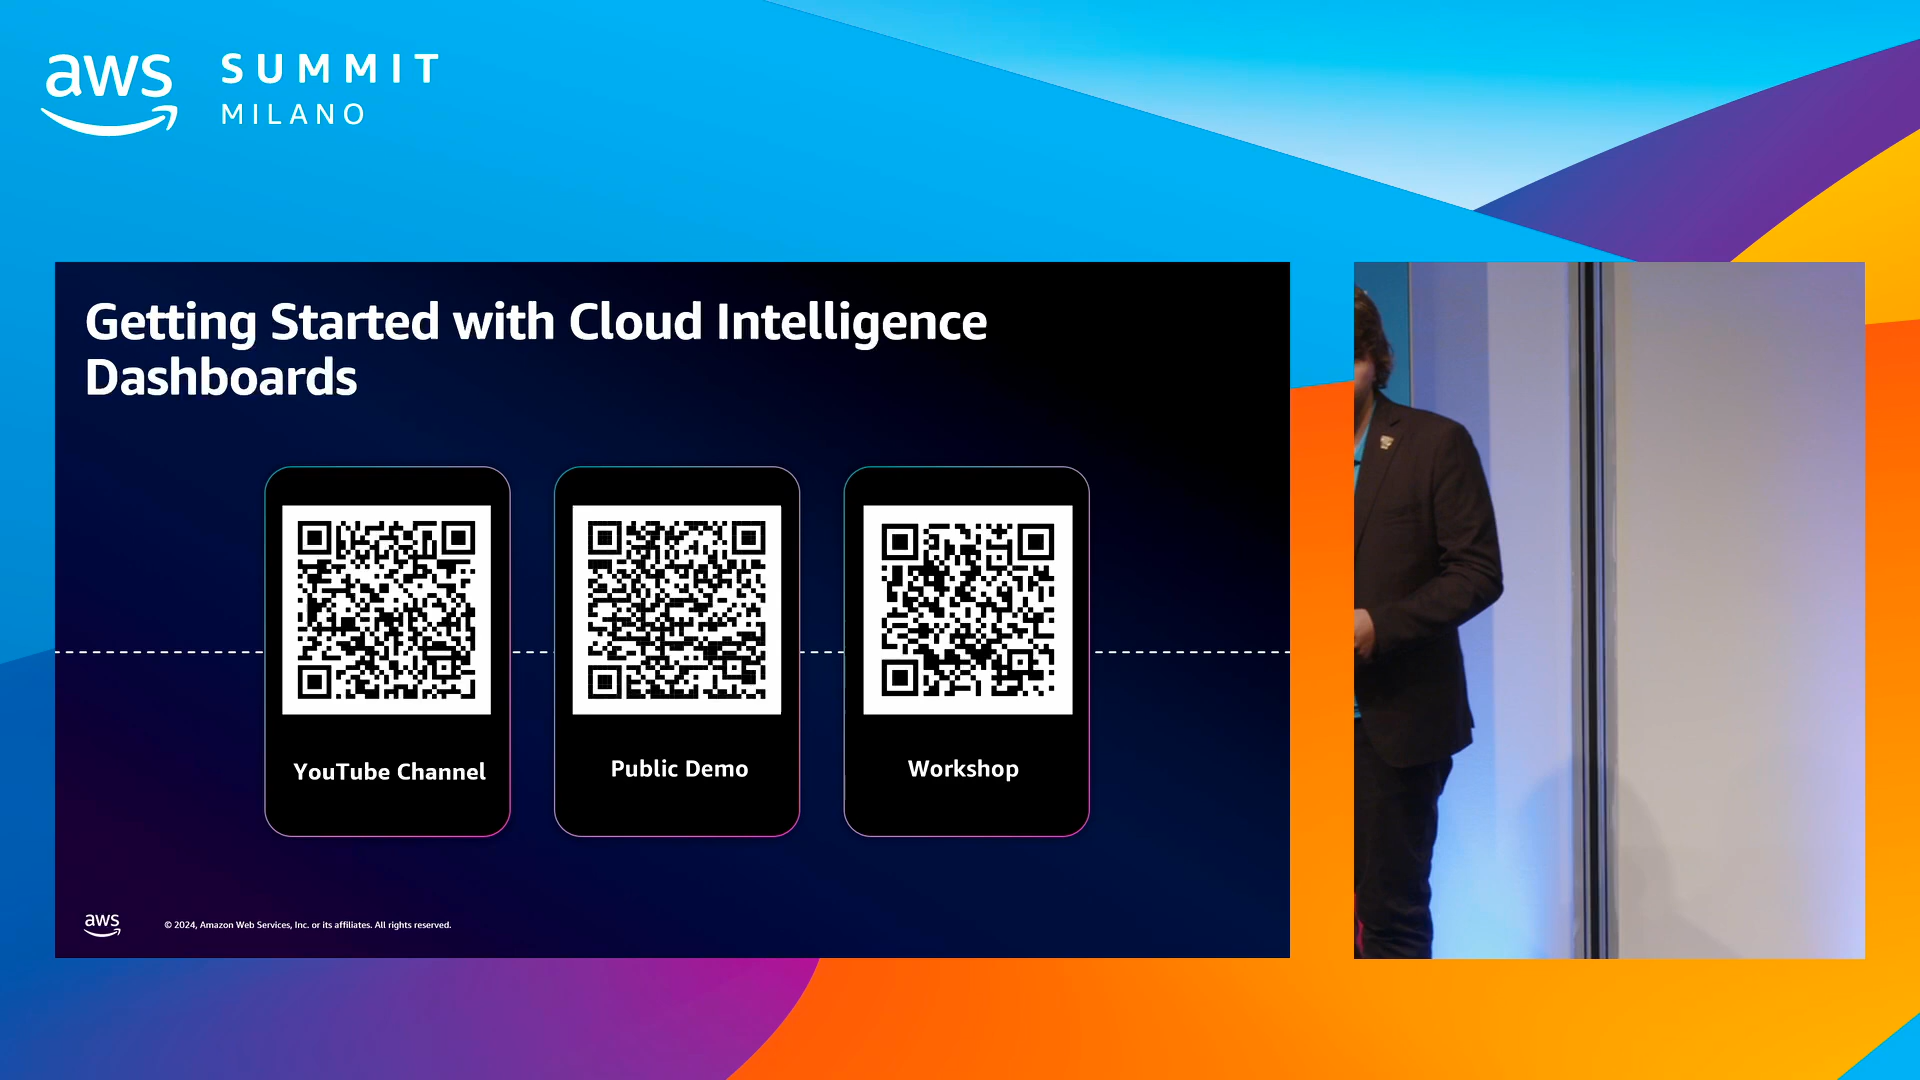 aws
SUMMIT
MILANO
Getting Started with Cloud Intelligence
Dashboards
YouTube Channel
Public Demo
Workshop
aws
© 2024, Amazon Web Services, Inc. or its affiliates. All rights reserved.